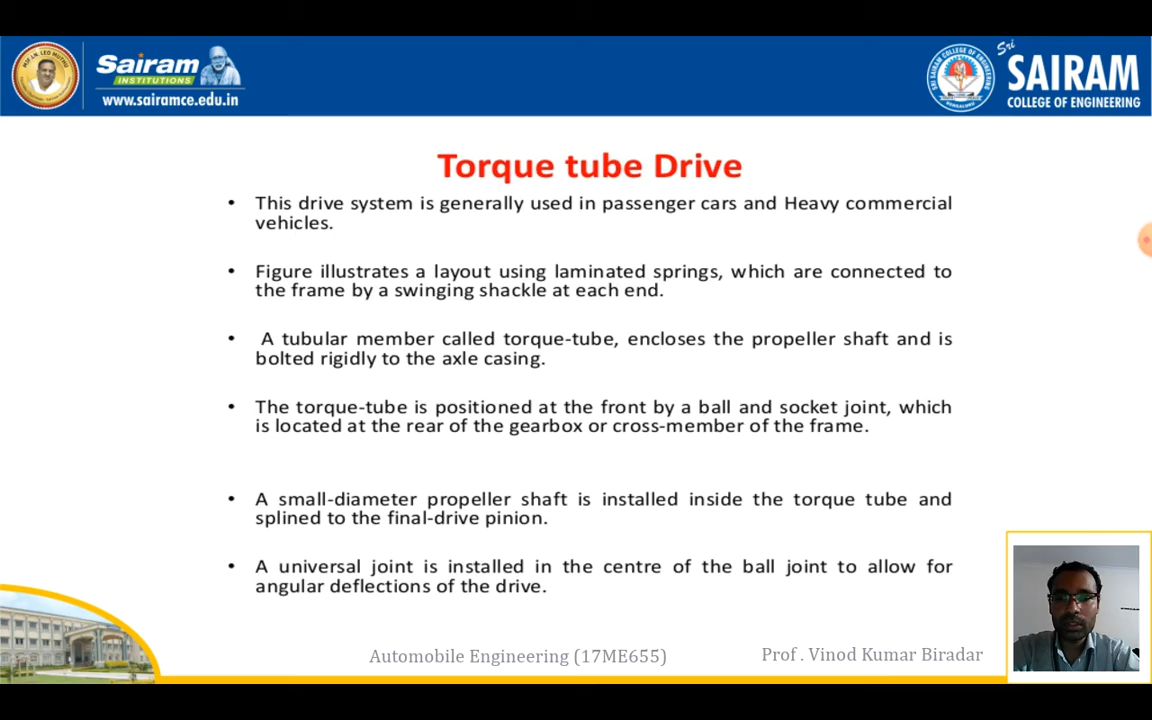 Sairam
INSTITUTIONS
www.sairamce.edu.in
Sri
SAIRAM
COLLEGE OF ENGINEERING
SRI SAIRAM COLLEGE OF ENGINEERING
BENGALURU
Torque tube Drive
• This drive system is generally used in passenger cars and Heavy commercial
vehicles.
• Figure illustrates a layout using laminated springs, which are connected to
the frame by a swinging shackle at each end.
• A tubular member called torque-tube, encloses the propeller shaft and is
bolted rigidly to the axle casing.
• The torque-tube is positioned at the front by a ball and socket joint, which
is located at the rear of the gearbox or cross-member of the frame.
• A small-diameter propeller shaft is installed inside the torque tube and
splined to the final-drive pinion.
• A universal joint is installed in the centre of the ball joint to allow for
angular deflections of the drive.
Automobile Engineering (17ME655)
Prof . Vinod Kumar Biradar